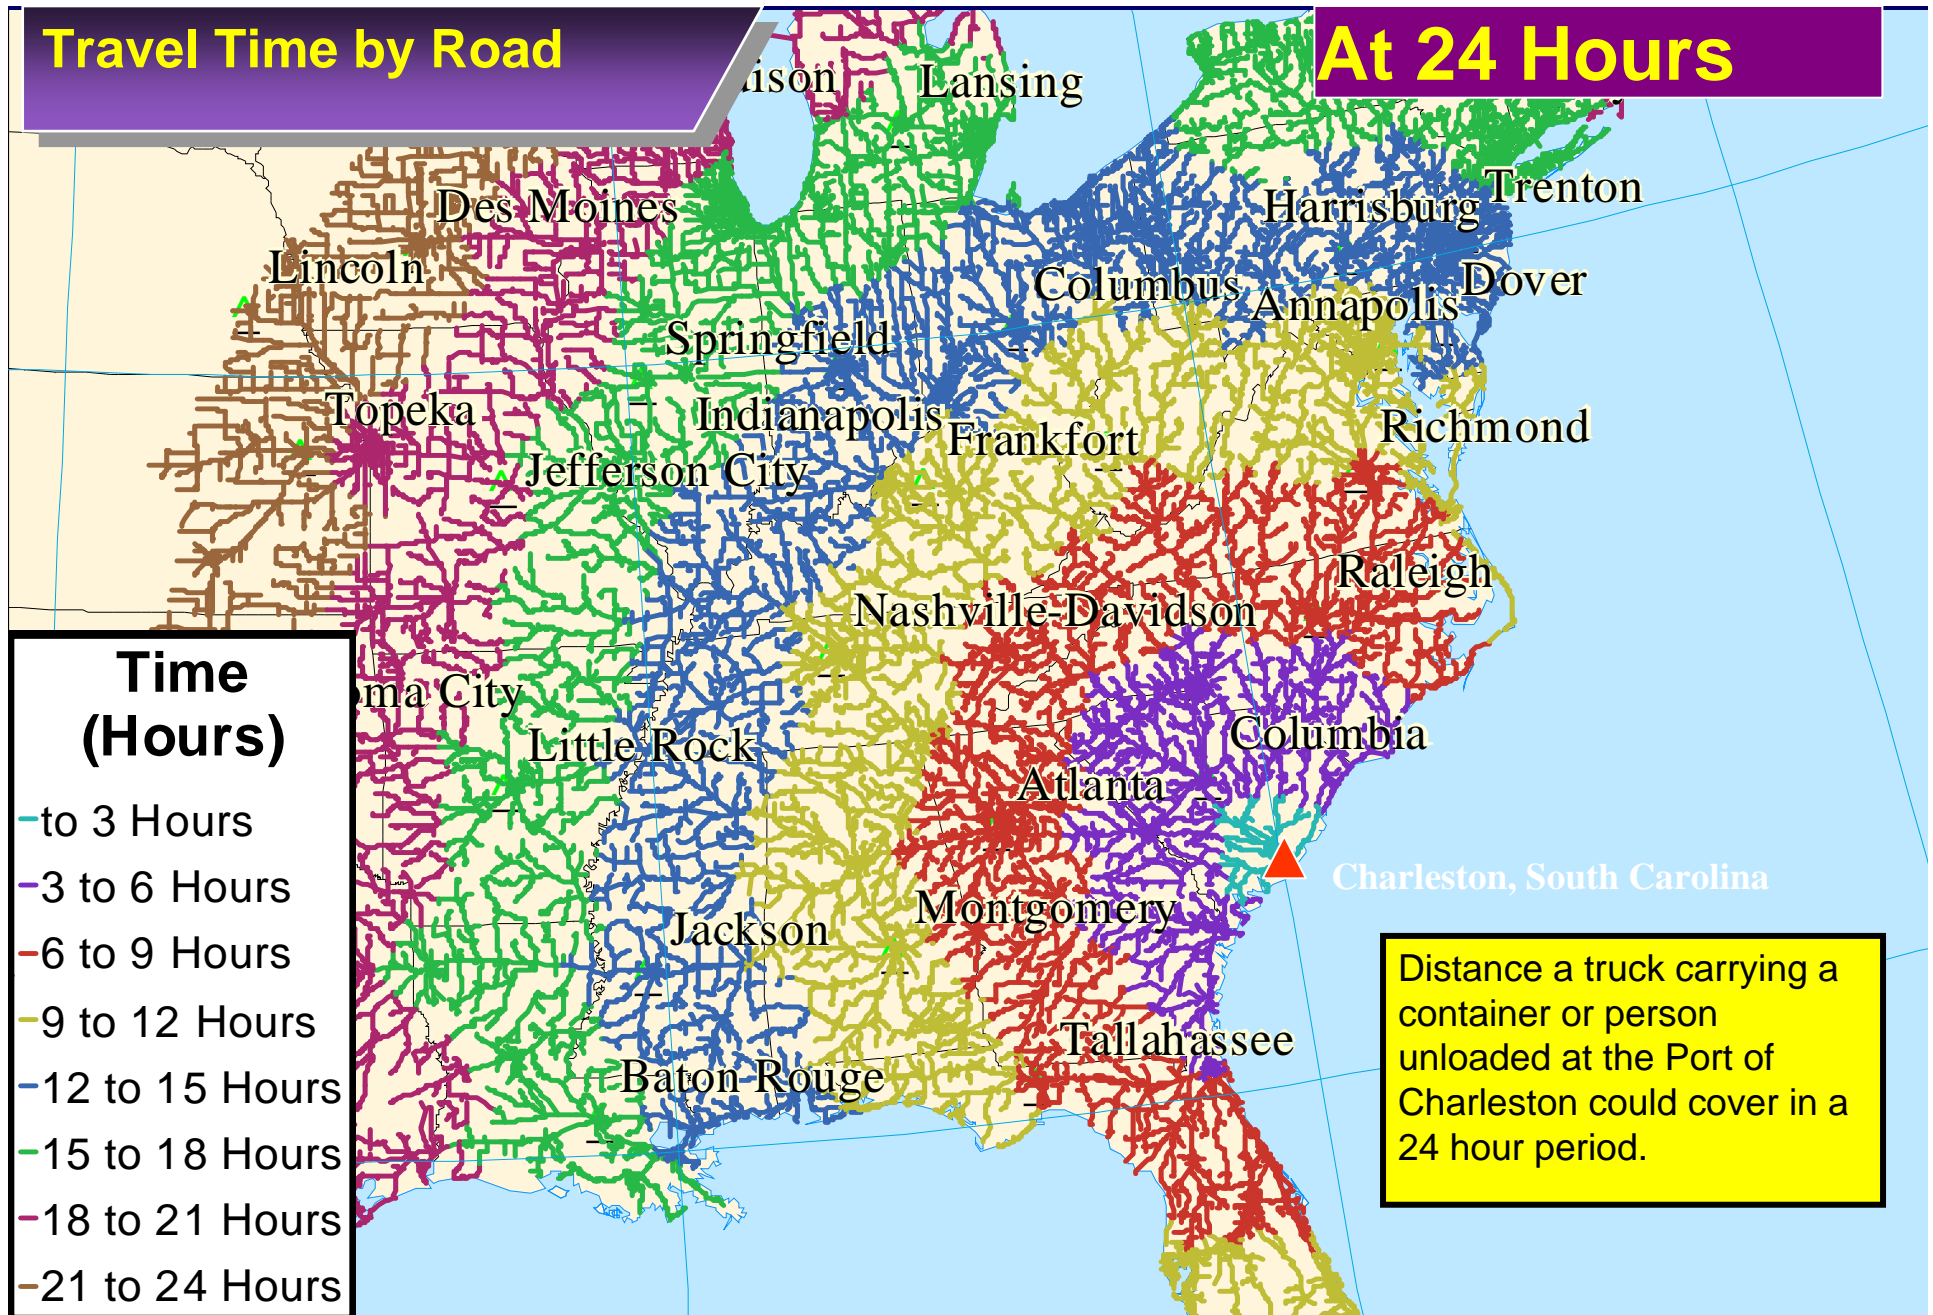 Travel Time by Road
At 24 Hours
Lansing
Des Moines
Harrisburg
Trenton
Lincoln
Columbus
Annapolis
Dover
Springfield
Topeka
Indianapolis
Frankfort
Richmond
Jefferson City
Raleigh
Nashville-Davidson
oma City
Little Rock
Columbia
Atlanta
Charleston, South Carolina
Montgomery
Jackson
Tallahassee
Baton Rouge
Time
(Hours)
to 3 Hours
3 to 6 Hours
6 to 9 Hours
9 to 12 Hours
12 to 15 Hours
15 to 18 Hours
18 to 21 Hours
21 to 24 Hours
Distance a truck carrying a
container or person
unloaded at the Port of
Charleston could cover in a
24 hour period.